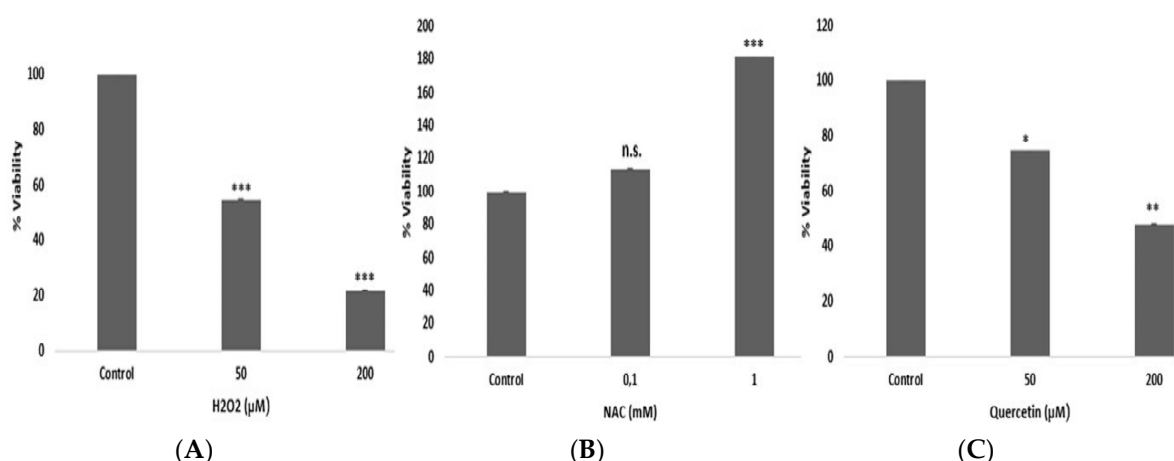 % Viability
100
80
60
40
20
0
***
***
Control
50
200
H2O2 (µM)
(A)
% Viability
200
180
160
140
120
100
80
60
40
20
0
n.s.
***
Control
0,1
1
NAC (mM)
(B)
% Viability
120
100
80
60
40
20
0
*
**
Control
50
200
Quercetin (µM)
(C)